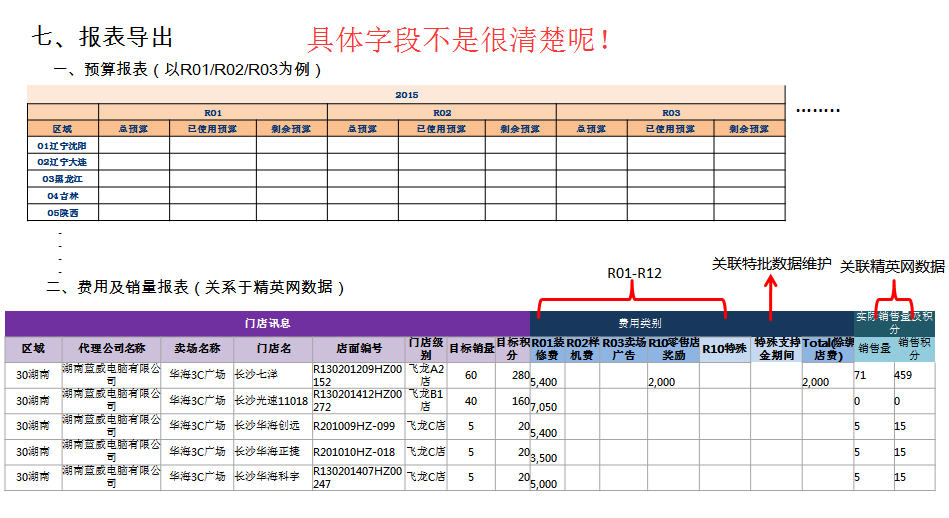 七、报表导出
具体字段不是很清楚呢！
一、预算报表（以R01/R02/R03为例）
2015
R01 R02 R03
区域 总预算 已使用预算 剩余预算 总预算 已使用预算 剩余预算 总预算 已使用预算 剩余预算
01辽宁沈阳
02辽宁大连
03黑龙江
04吉林
05陕西
........
R01-R12
关联特批数据维护
关联精英网数据
二、费用及销量报表（关系于精英网数据）
门店讯息 费用类别 实际销售量及积分
区域 代理公司名称 卖场名称 门店名 店面编号 门店级别 目标销量 目标积分 R01装修费 R02样机费 R03卖场广告 R10零售店奖励 R10特殊 特殊支持金期间 Total(除绑店费) 销售量 销售积分
30湖南 湖南蓝威电脑有限公司 华海3C广场 长沙七洋 R130201209HZ00152 飞龙A2店 60 280 5,400 2,000 2,000 71 459
30湖南 湖南蓝威电脑有限公司 华海3C广场 长沙光速11018 R130201412HZ00272 飞龙B1店 40 160 7,050 0 0
30湖南 湖南蓝威电脑有限公司 华海3C广场 长沙华海创远 R201009HZ-099 飞龙C店 5 20 5,400 5 15
30湖南 湖南蓝威电脑有限公司 华海3C广场 长沙华海正捷 R201010HZ-018 飞龙C店 5 20 3,500 5 15
30湖南 湖南蓝威电脑有限公司 华海3C广场 长沙华海科宇 R130201407HZ00247 飞龙C店 5 20 5,000 5 15